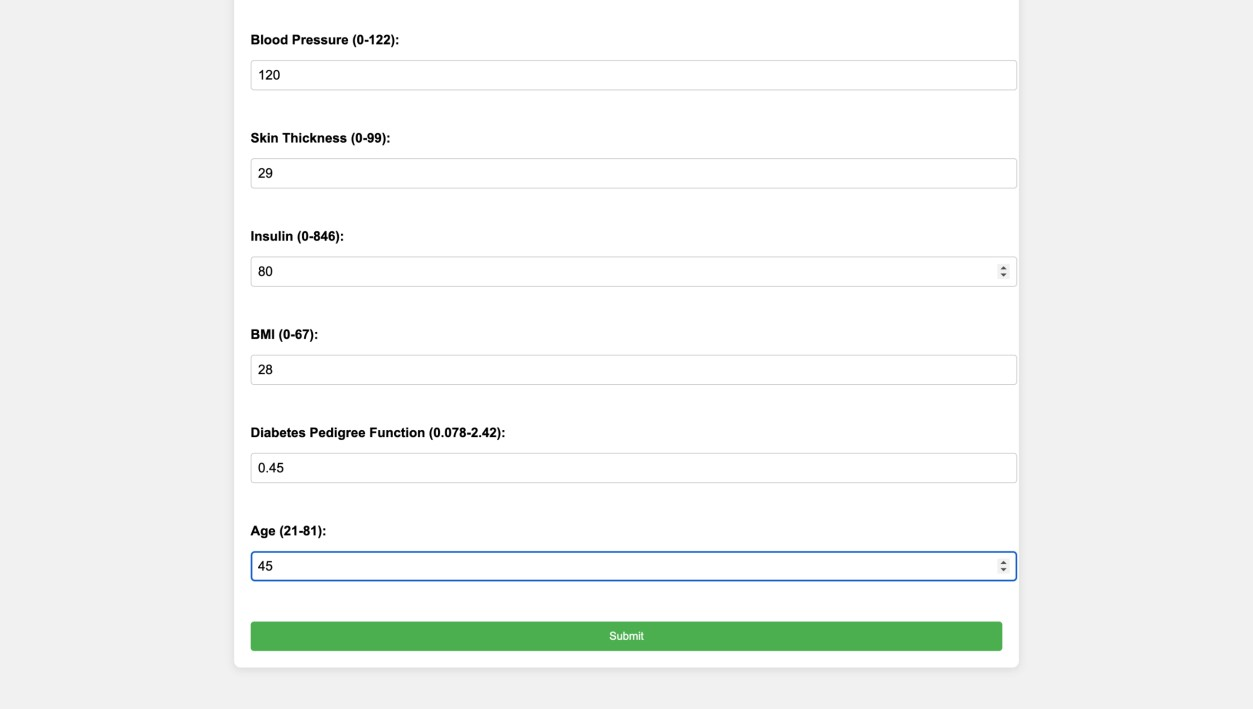 Blood Pressure (0-122):
120
Skin Thickness (0-99):
29
Insulin (0-846):
80
BMI (0-67):
28
Diabetes Pedigree Function (0.078-2.42):
0.45
Age (21-81):
45
Submit